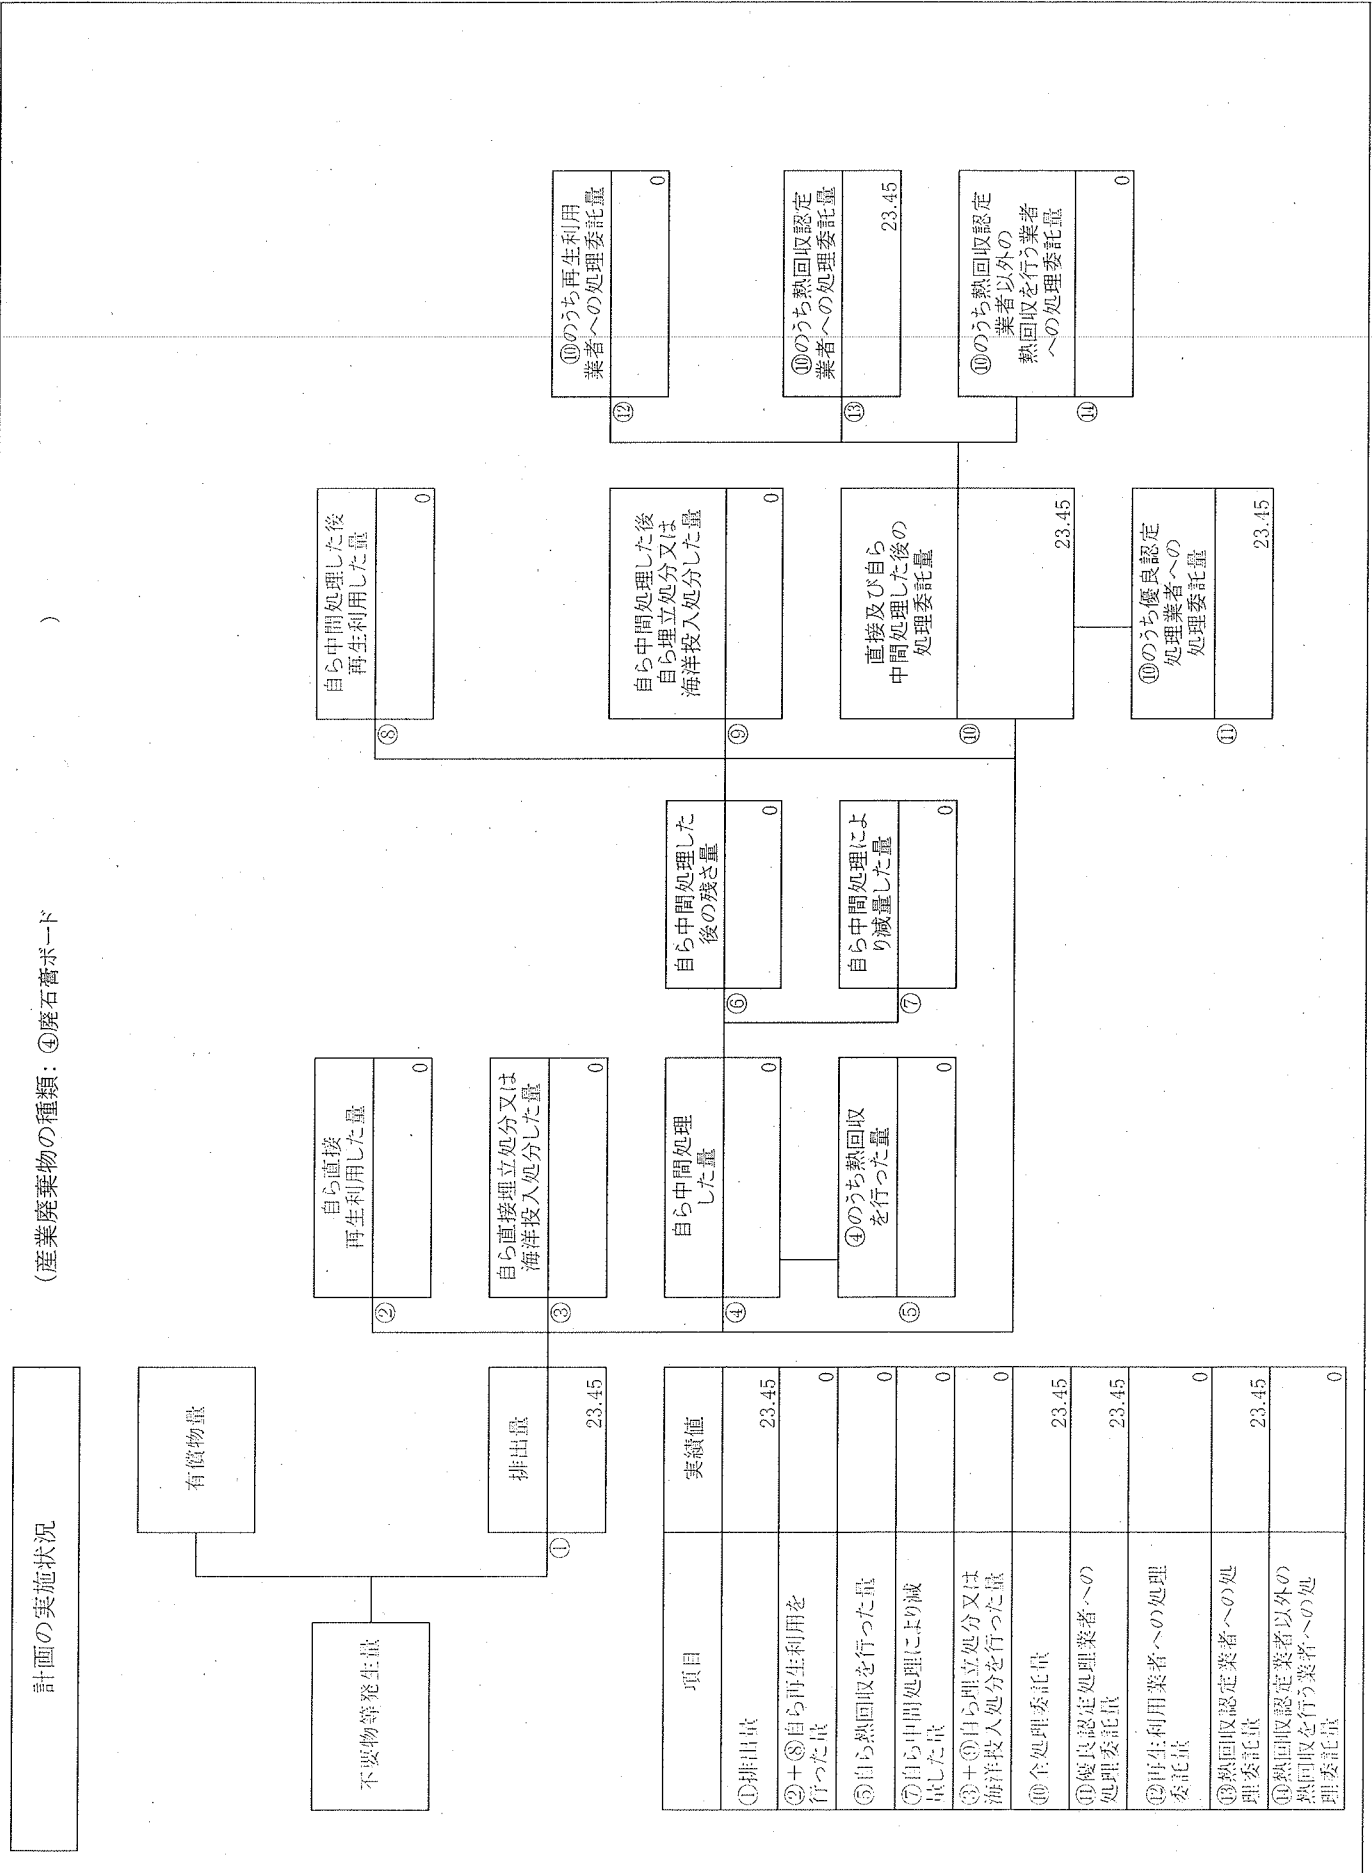 計画の実施状況
(産業廃棄物の種類：④廃石膏ボード　　　　)
不要物等発生量
有償物量
①
排出量
23.45
②
自ら直接
再生利用した量
0
③
自ら直接埋立処分又は
海洋投入処分した量
0
④
自ら中間処理
した量
0
⑤
④のうち熱回収
を行った量
0
⑥
自ら中間処理した
後の残さ量
0
⑦
自ら中間処理によ
り減量した量
0
⑧
自ら中間処理した後
再生利用した量
0
⑨
自ら中間処理した後
自ら埋立処分又は
海洋投入処分した量
0
⑩
直接及び自ら
中間処理した後の
処理委託量
23.45
⑪
⑩のうち優良認定
処理業者への
処理委託量
23.45
⑫
⑩のうち再生利用
業者への処理委託量
0
⑬
⑩のうち熱回収認定
業者への処理委託量
23.45
⑭
⑩のうち熱回収認定
業者以外の
熱回収を行う業者
への処理委託量
0
項目 実績値
①排出量 23.45
②+⑧自ら再生利用を
行った量 0
⑤自ら熱回収を行った量 0
⑦自ら中間処理により減
量した量 0
③+⑨自ら埋立処分又は
海洋投入処分を行った量 0
⑩全処理委託量 23.45
⑪優良認定処理業者への
処理委託量 23.45
⑫再生利用業者への処理
委託量 0
⑬熱回収認定業者への処
理委託量 23.45
⑭熱回収認定業者以外の
熱回収を行う業者への処
理委託量 0